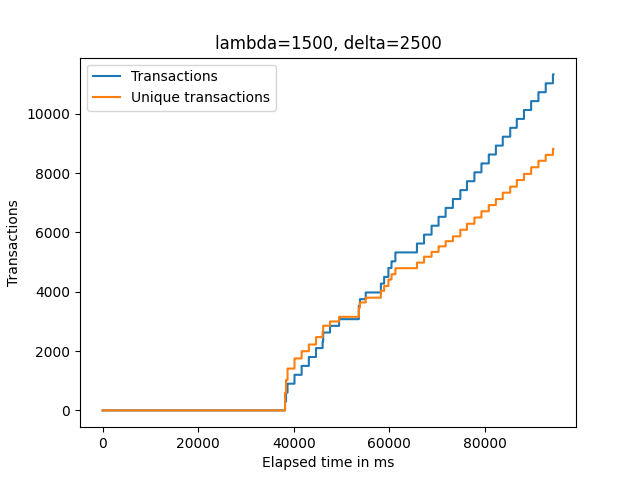 lambda=1500, delta=2500
Transactions
Unique transactions
10000
8000
6000
4000
2000
0
Transactions
0 20000 40000 60000 80000
Elapsed time in ms